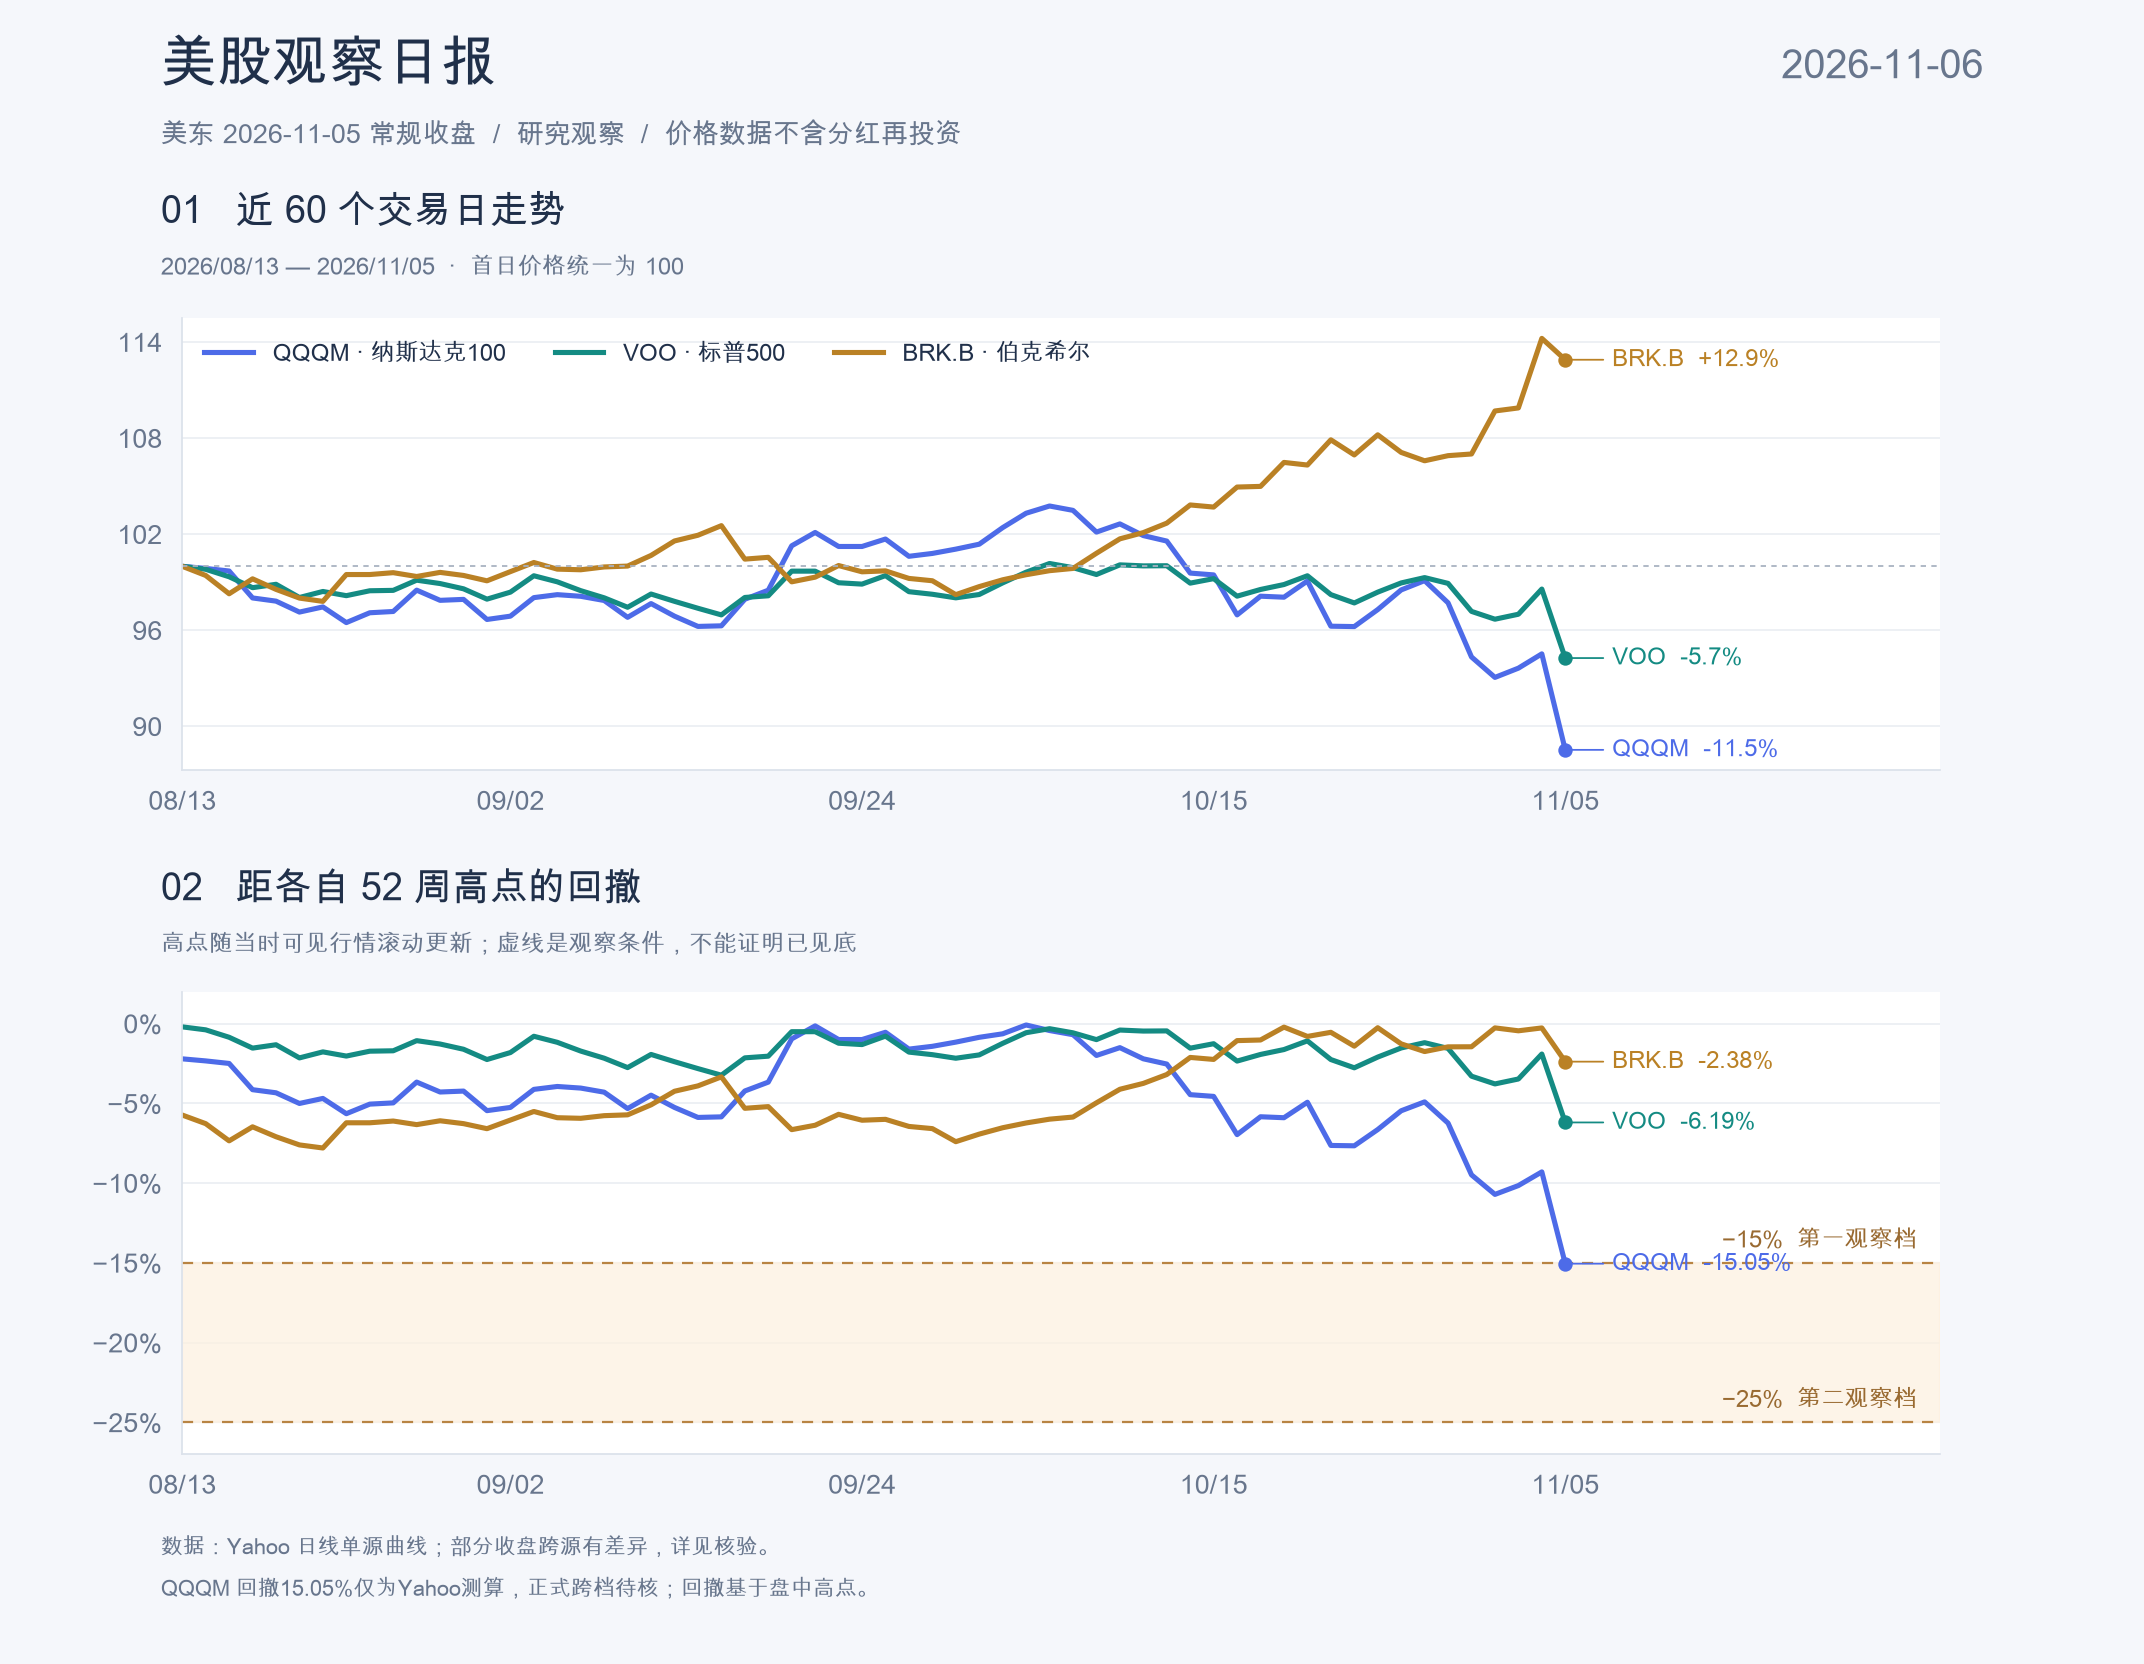 美股观察日报
2026-11-06
美东 2026-11-05 常规收盘 / 研究观察 / 价格数据不含分红再投资
01 近 60 个交易日走势
2026/08/13 — 2026/11/05 · 首日价格统一为 100
QQQM · 纳斯达克100
VOO · 标普500
BRK.B · 伯克希尔
114
108
102
96
90
BRK.B +12.9%
VOO -5.7%
QQQM -11.5%
08/13
09/02
09/24
10/15
11/05
02 距各自 52 周高点的回撤
高点随当时可见行情滚动更新；虚线是观察条件，不能证明已见底
0%
−5%
−10%
−15%
−20%
−25%
BRK.B -2.38%
VOO -6.19%
−15% 第一观察档
QQQM -15.05%
−25% 第二观察档
08/13
09/02
09/24
10/15
11/05
数据：Yahoo 日线单源曲线；部分收盘跨源有差异，详见核验。
QQQM 回撤15.05%仅为Yahoo测算，正式跨档待核；回撤基于盘中高点。